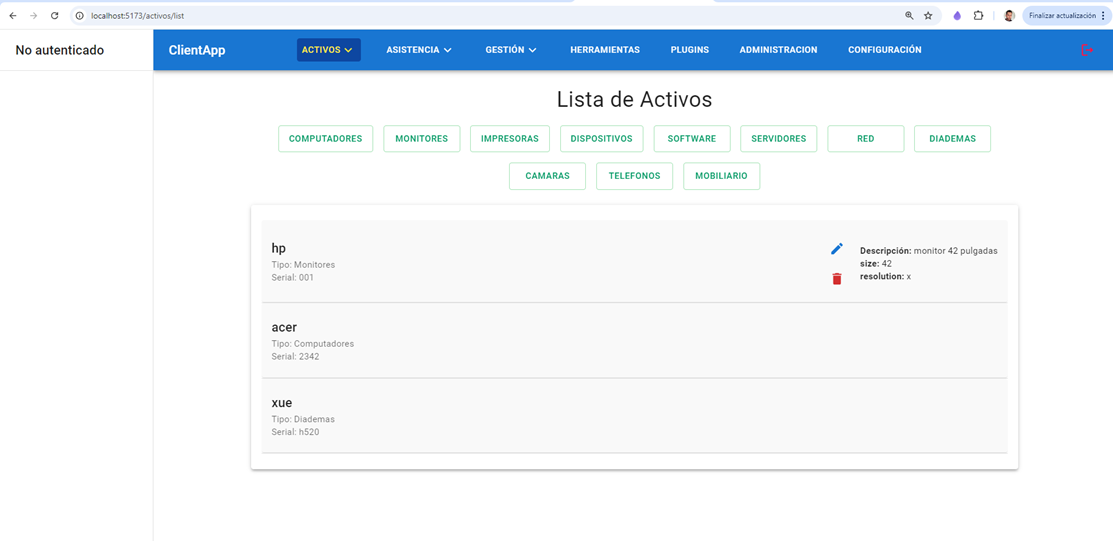 localhost:5173/activos/list
Finalizar actualización
No autenticado
ClientApp
ACTIVOS
ASISTENCIA
GESTIÓN
HERRAMIENTAS
PLUGINS
ADMINISTRACION
CONFIGURACIÓN
Lista de Activos
COMPUTADORES
MONITORES
IMPRESORAS
DISPOSITIVOS
SOFTWARE
SERVIDORES
RED
DIADEMAS
CAMARAS
TELEFONOS
MOBILIARIO
hp
Tipo: Monitores
Serial: 001
Descripción: monitor 42 pulgadas
size: 42
resolution: x
acer
Tipo: Computadores
Serial: 2342
xue
Tipo: Diademas
Serial: h520